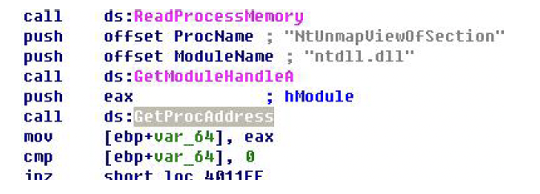 call ds:ReadProcessMemory
push offset ProcName ; "NtUnmapViewOfSection"
push offset ModuleName ; "ntdll.dll"
call ds:GetModuleHandleA
push eax ; hModule
call ds:GetProcAddress
mov [ebp+var_64], eax
cmp [ebp+var_64], 0
jnz short loc_4011FF